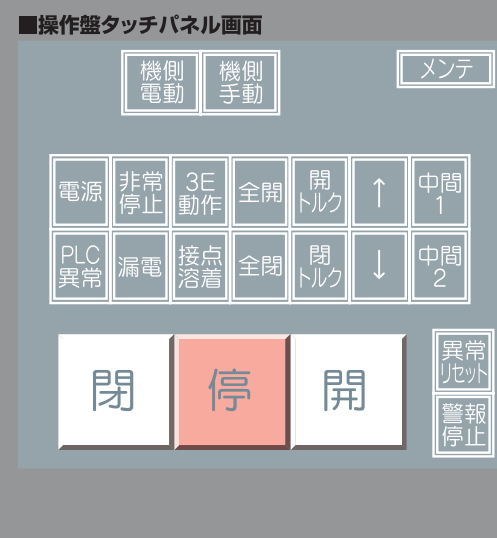 ■操作盤タッチパネル画面
機側
電動
機側
手動
メンテ
電源
非常
停止
3E
動作
全開
開
トルク
↑
中間
1
PLC
異常
漏電
接点
溶着
全閉
閉
トルク
↓
中間
2
閉
停
開
異常
リセット
警報
停止